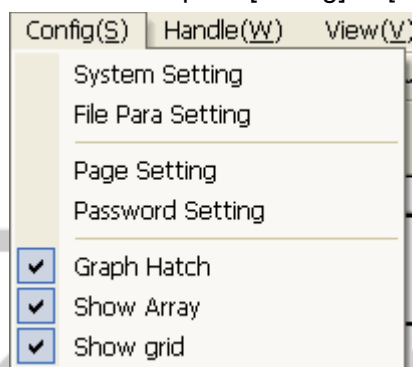 Config(S) Handle(W) View(V)
System Setting
File Para Setting
Page Setting
Password Setting
Graph Hatch
Show Array
Show grid